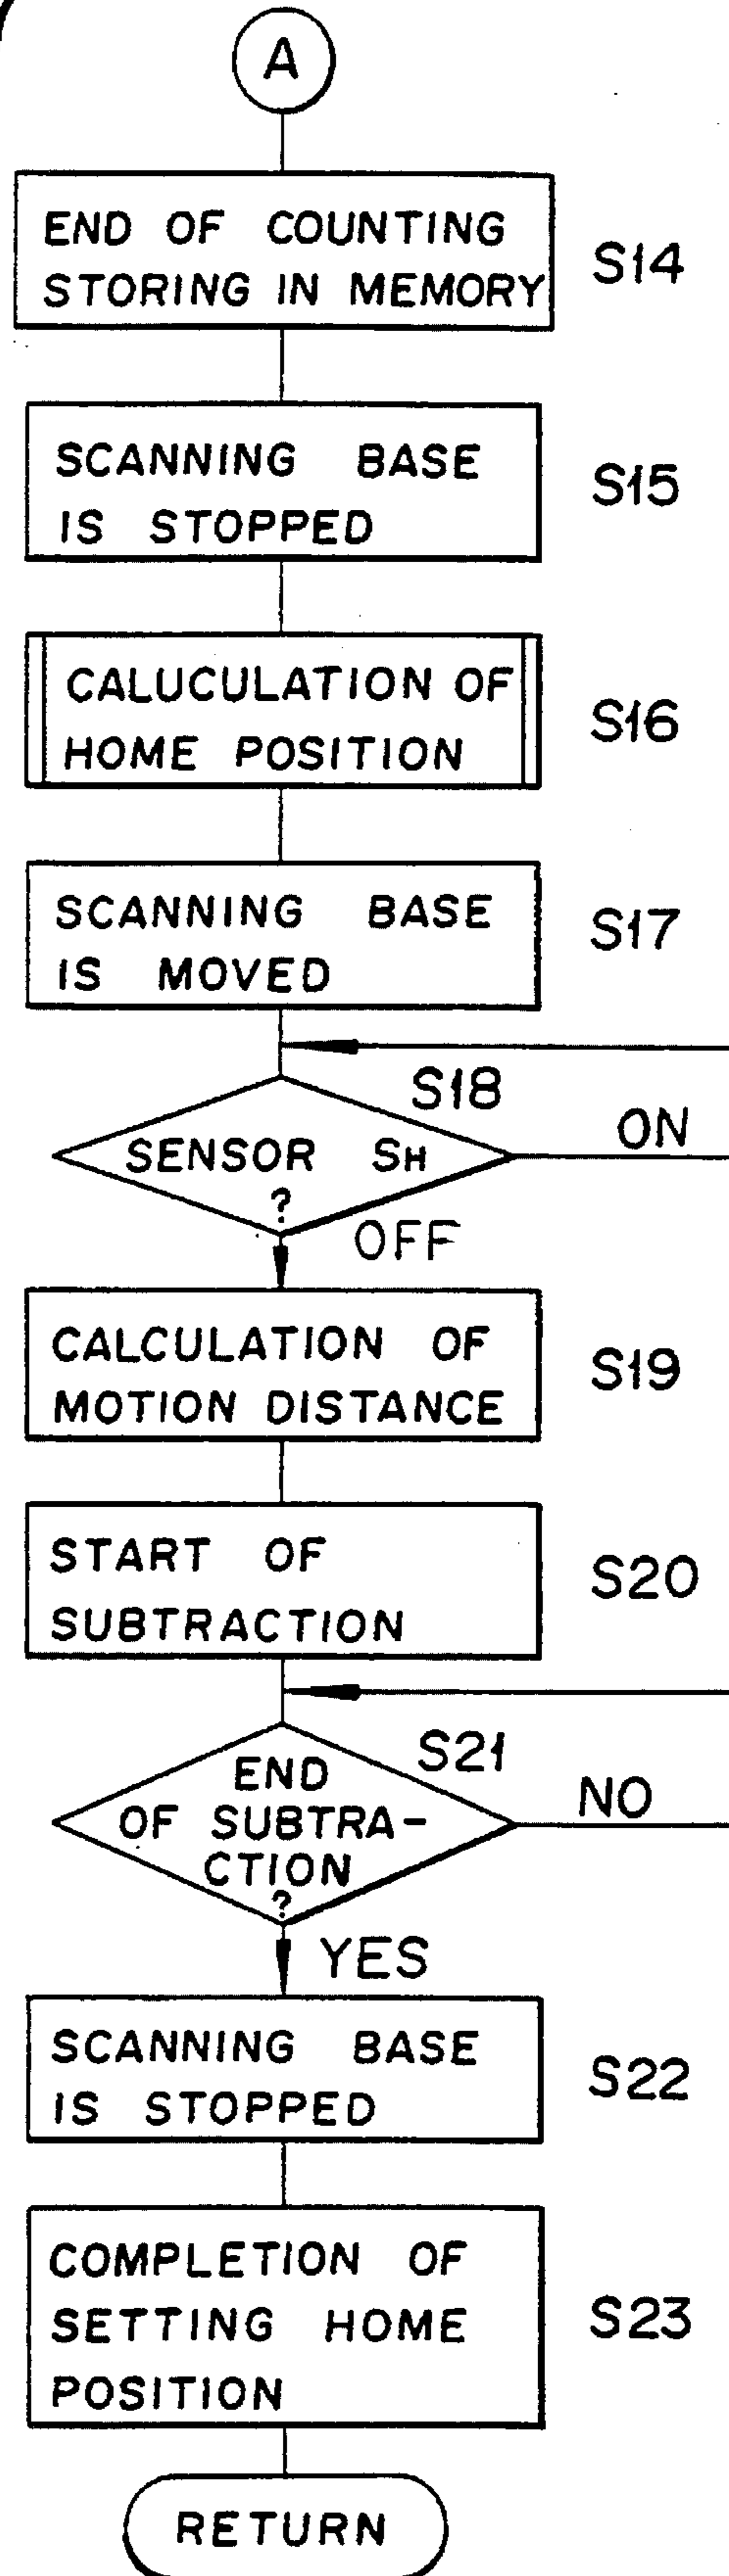 A
END OF COUNTING
STORING IN MEMORY
S14
SCANNING BASE
IS STOPPED
S15
CALUCULATION OF
HOME POSITION
S16
SCANNING BASE
IS MOVED
S17
S18
SENSOR SH
?
ON
OFF
CALCULATION OF
MOTION DISTANCE
S19
START OF
SUBTRACTION
S20
S21
END
OF SUBTRA-
CTION
?
NO
YES
SCANNING BASE
IS STOPPED
S22
COMPLETION OF
SETTING HOME
POSITION
S23
RETURN